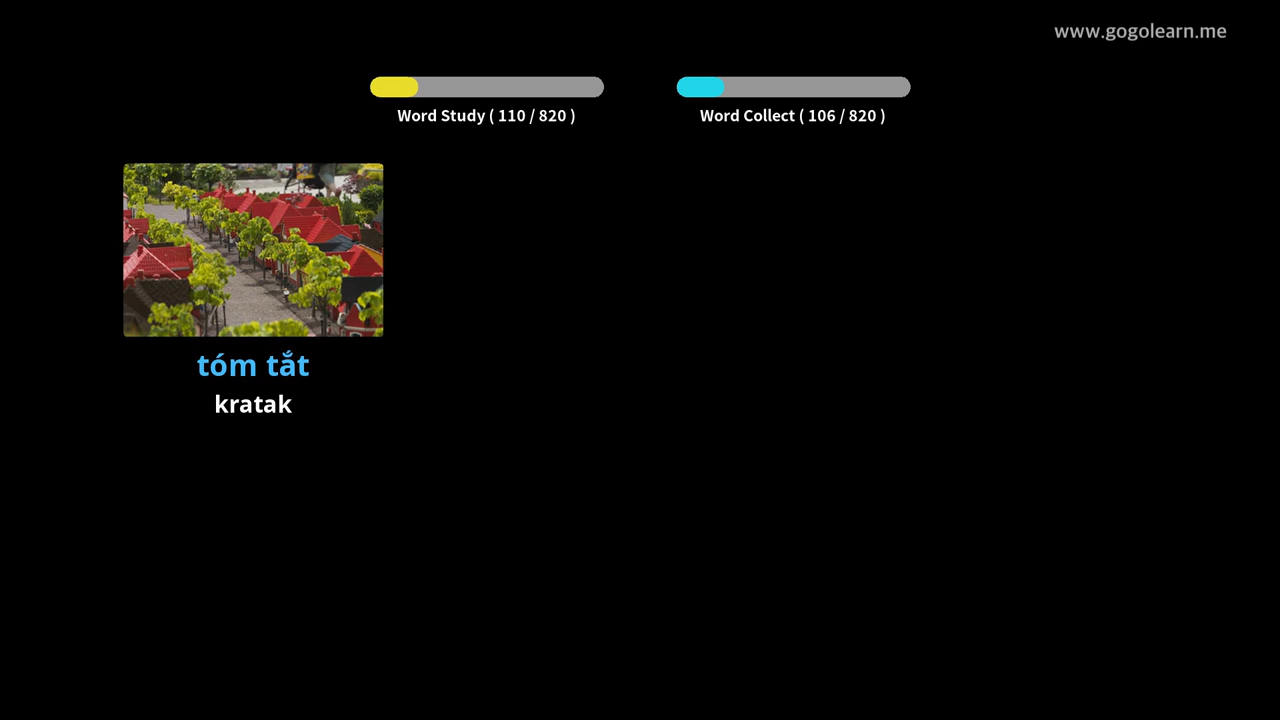 www.gogolearn.me
Word Study ( 110 / 820 )
Word Collect ( 106 / 820 )
tóm tắt
kratak